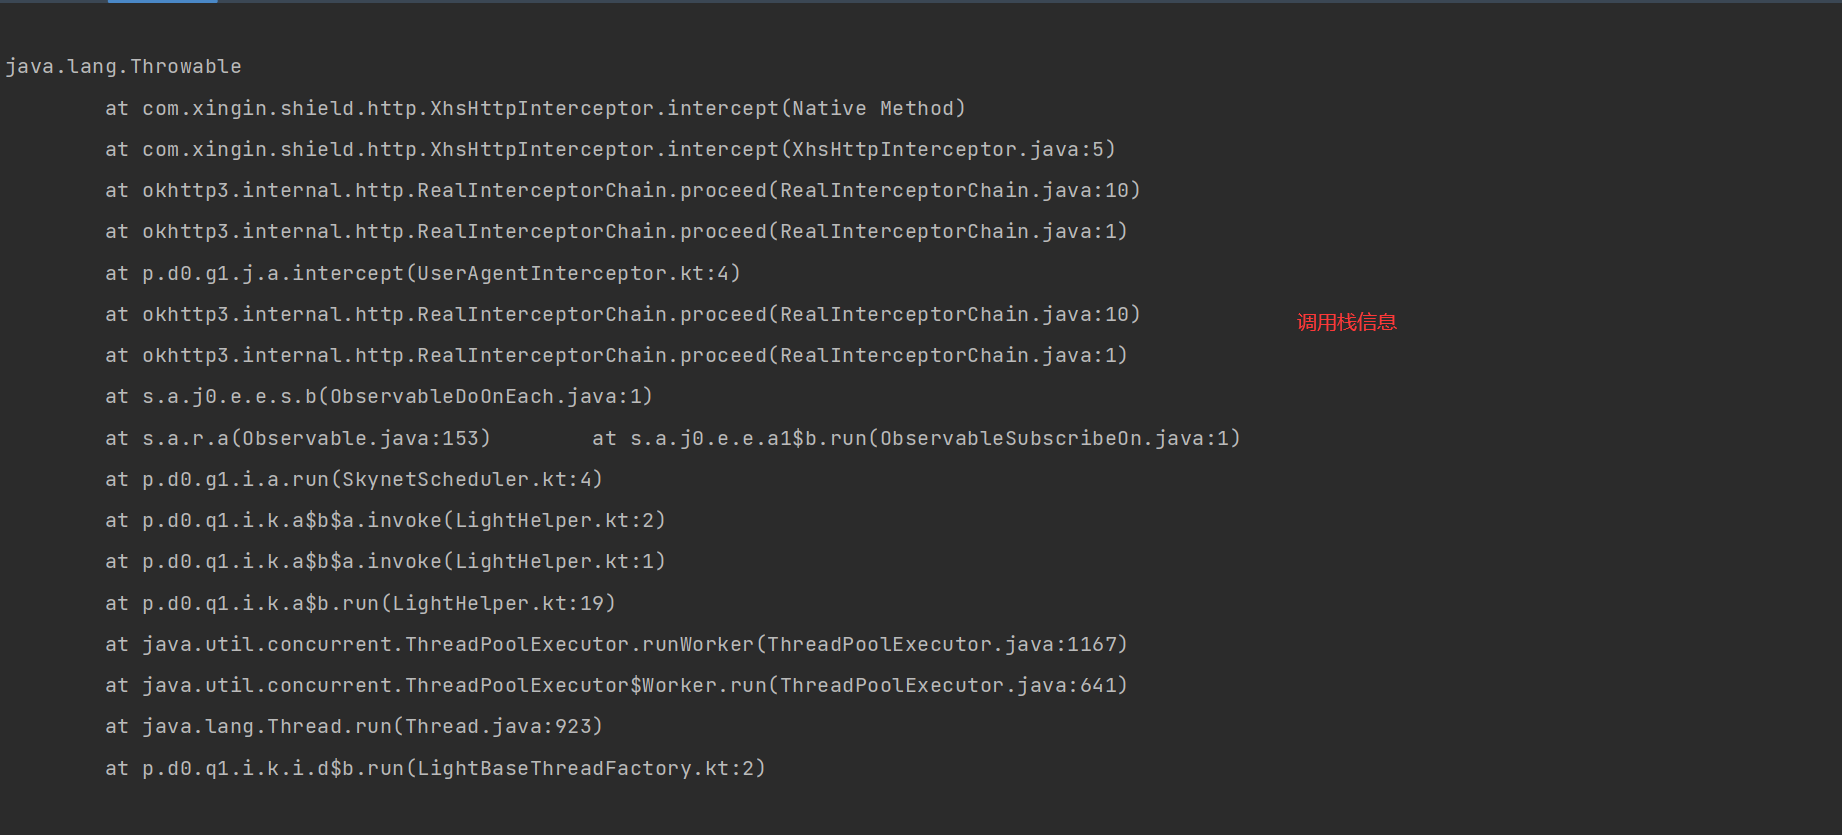 java.lang.Throwable
at com.xingin.shield.http.XhsHttpInterceptor.intercept(Native Method)
at com.xingin.shield.http.XhsHttpInterceptor.intercept(XhsHttpInterceptor.java:5)
at okhttp3.internal.http.RealInterceptorChain.proceed(RealInterceptorChain.java:10)
at okhttp3.internal.http.RealInterceptorChain.proceed(RealInterceptorChain.java:1)
at p.d0.g1.j.a.intercept(UserAgentInterceptor.kt:4)
at okhttp3.internal.http.RealInterceptorChain.proceed(RealInterceptorChain.java:10)
调用栈信息
at okhttp3.internal.http.RealInterceptorChain.proceed(RealInterceptorChain.java:1)
at s.a.j0.e.e.s.b(ObservableDoOnEach.java:1)
at s.a.r.a(Observable.java:153)        at s.a.j0.e.e.a1$b.run(ObservableSubscribeOn.java:1)
at p.d0.g1.i.a.run(SkynetScheduler.kt:4)
at p.d0.q1.i.k.a$b$a.invoke(LightHelper.kt:2)
at p.d0.q1.i.k.a$b$a.invoke(LightHelper.kt:1)
at p.d0.q1.i.k.a$b.run(LightHelper.kt:19)
at java.util.concurrent.ThreadPoolExecutor.runWorker(ThreadPoolExecutor.java:1167)
at java.util.concurrent.ThreadPoolExecutor$Worker.run(ThreadPoolExecutor.java:641)
at java.lang.Thread.run(Thread.java:923)
at p.d0.q1.i.k.i.d$b.run(LightBaseThreadFactory.kt:2)